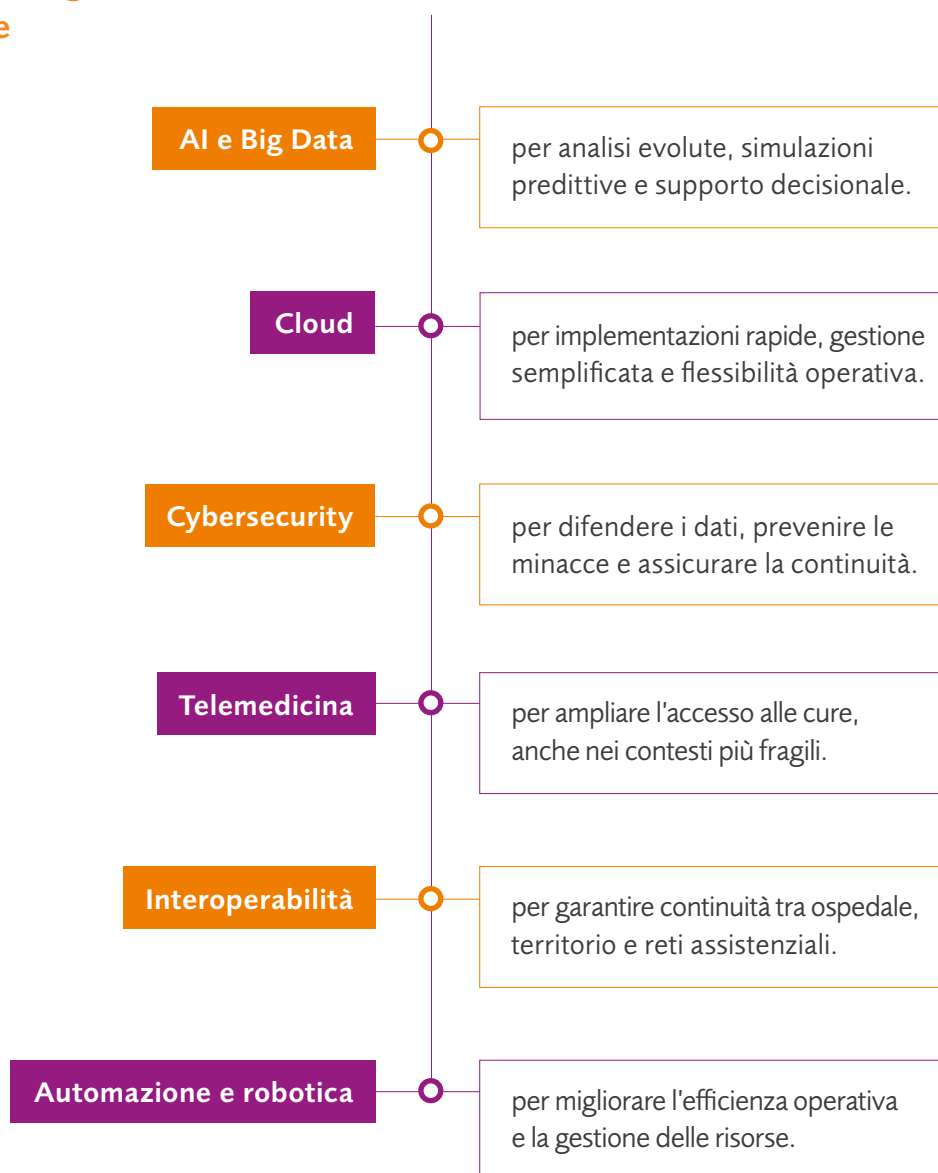 e
AI e Big Data
per analisi evolute, simulazioni
predittive e supporto decisionale.
Cloud
per implementazioni rapide, gestione
semplificata e flessibilità operativa.
Cybersecurity
per difendere i dati, prevenire le
minacce e assicurare la continuità.
Telemedicina
per ampliare l'accesso alle cure,
anche nei contesti più fragili.
Interoperabilità
per garantire continuità tra ospedale,
territorio e reti assistenziali.
Automazione e robotica
per migliorare l'efficienza operativa
e la gestione delle risorse.